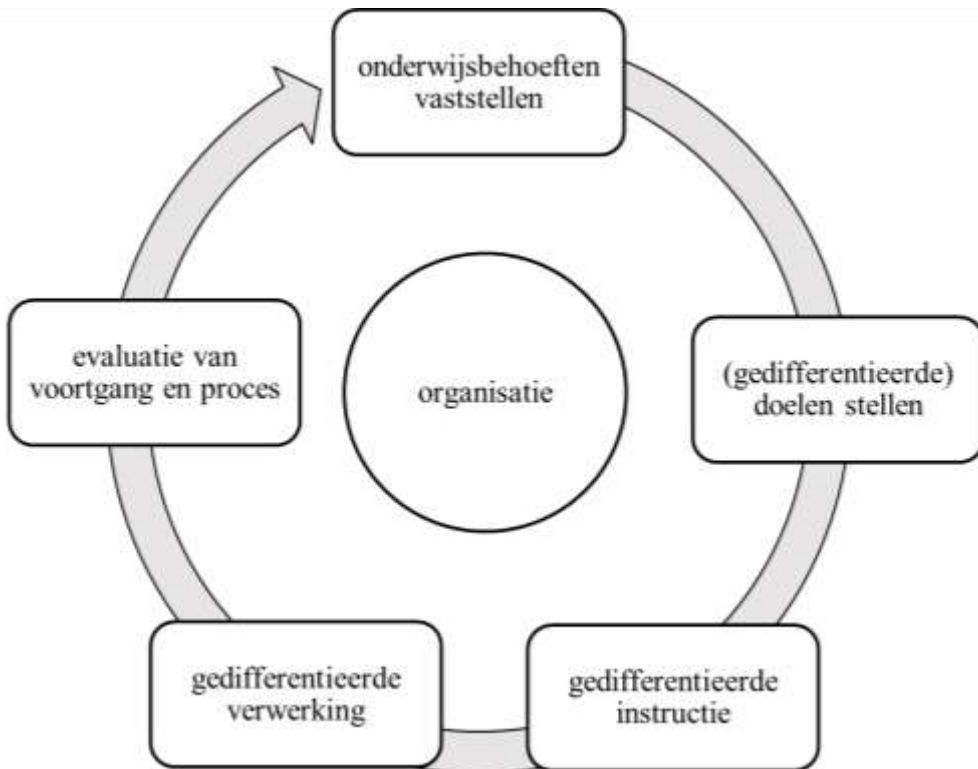 onderwijsbehoeften
vaststellen
(gedifferentieerde)
doelen stellen
gedifferentieerde
instructie
gedifferentieerde
verwerking
evaluatie van
voortgang en proces
organisatie